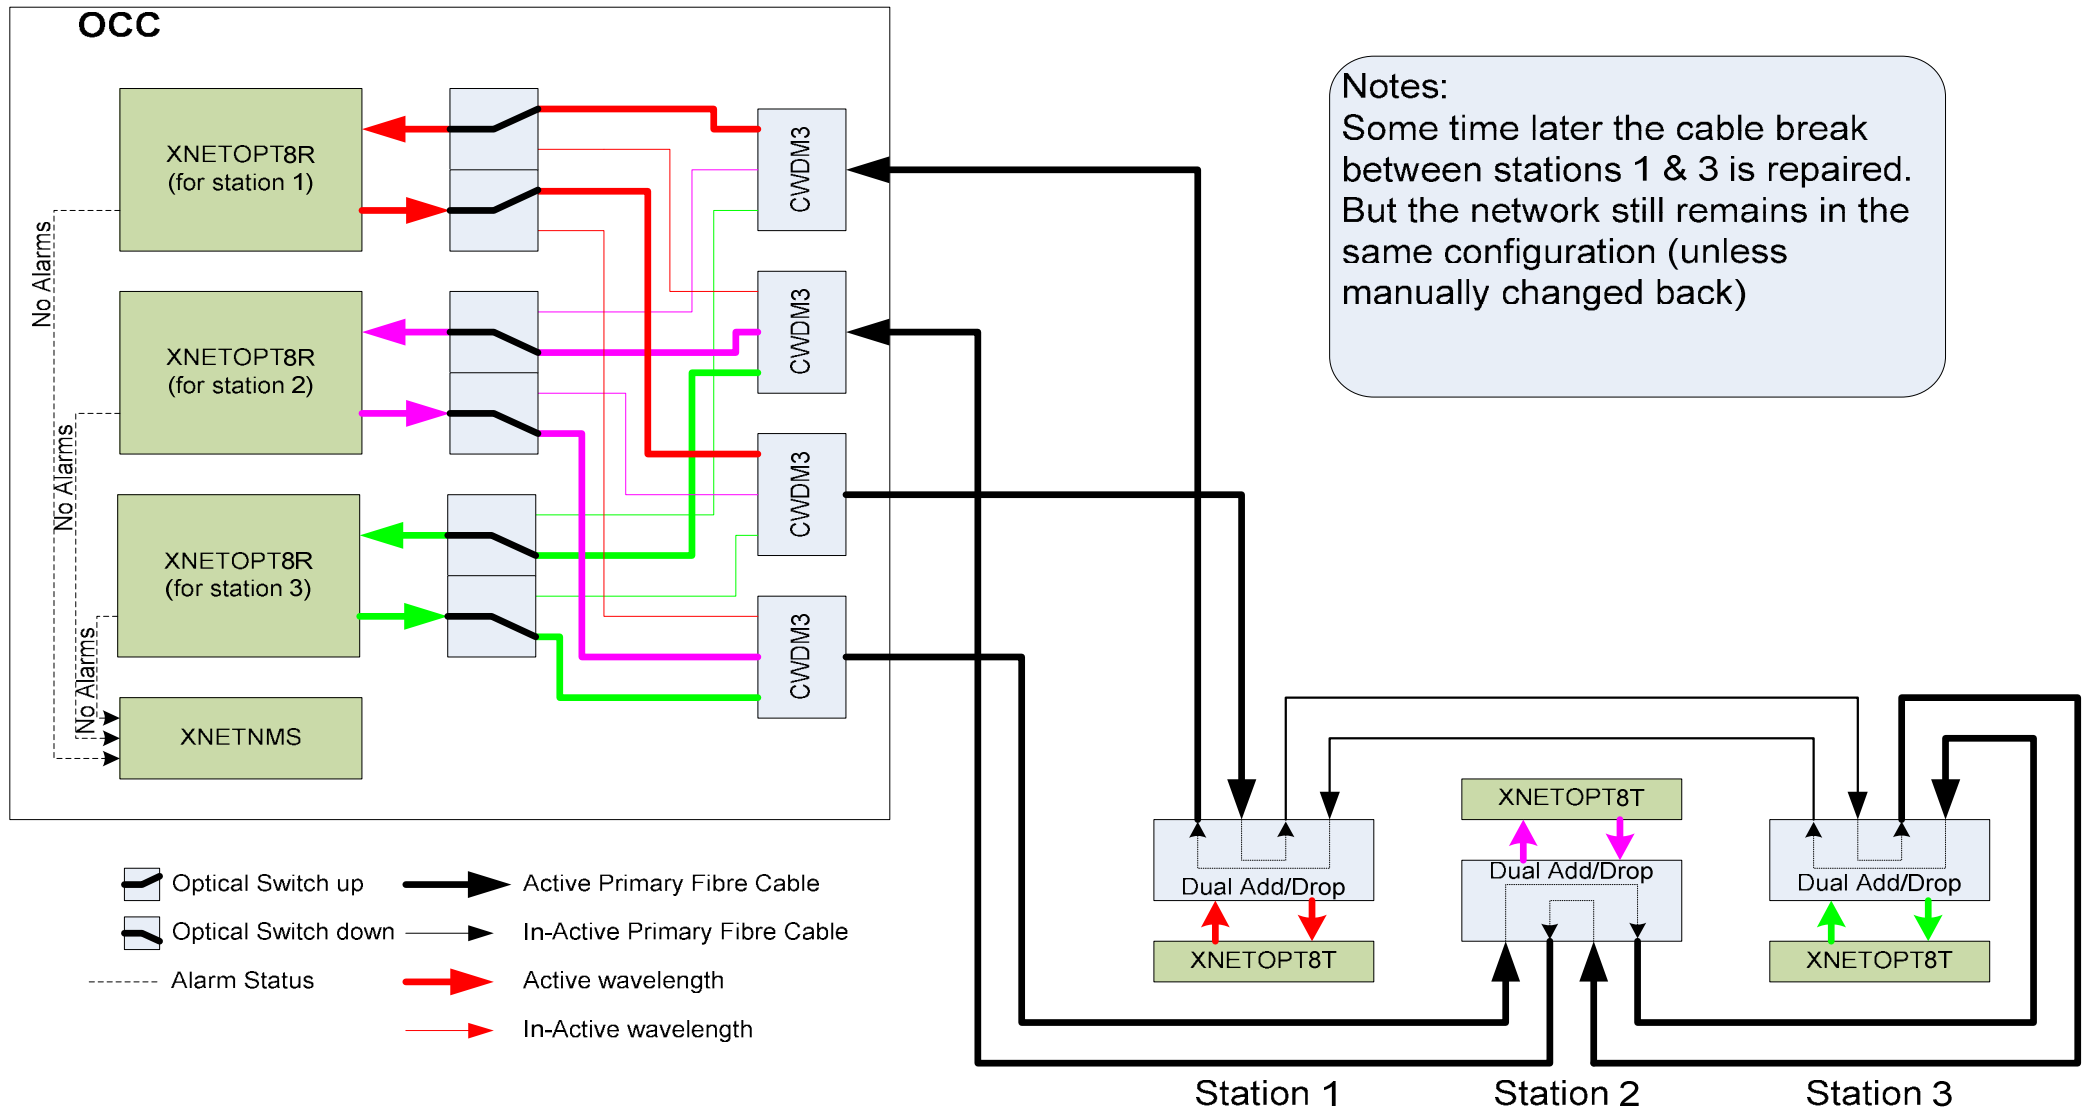 OCC
XNETOPT8R
(for station 1)
CWDM3
No Alarms
XNETOPT8R
(for station 2)
CWDM3
No Alarms
XNETOPT8R
(for station 3)
CWDM3
No Alarms
CWDM3
XNETNMS
Notes:
Some time later the cable break
between stations 1 & 3 is repaired.
But the network still remains in the
same configuration (unless
manually changed back)
Dual Add/Drop
XNETOPT8T
XNETOPT8T
Dual Add/Drop
Dual Add/Drop
XNETOPT8T
Station 1
Station 2
Station 3
Optical Switch up
Active Primary Fibre Cable
Optical Switch down
In-Active Primary Fibre Cable
Alarm Status
Active wavelength
In-Active wavelength